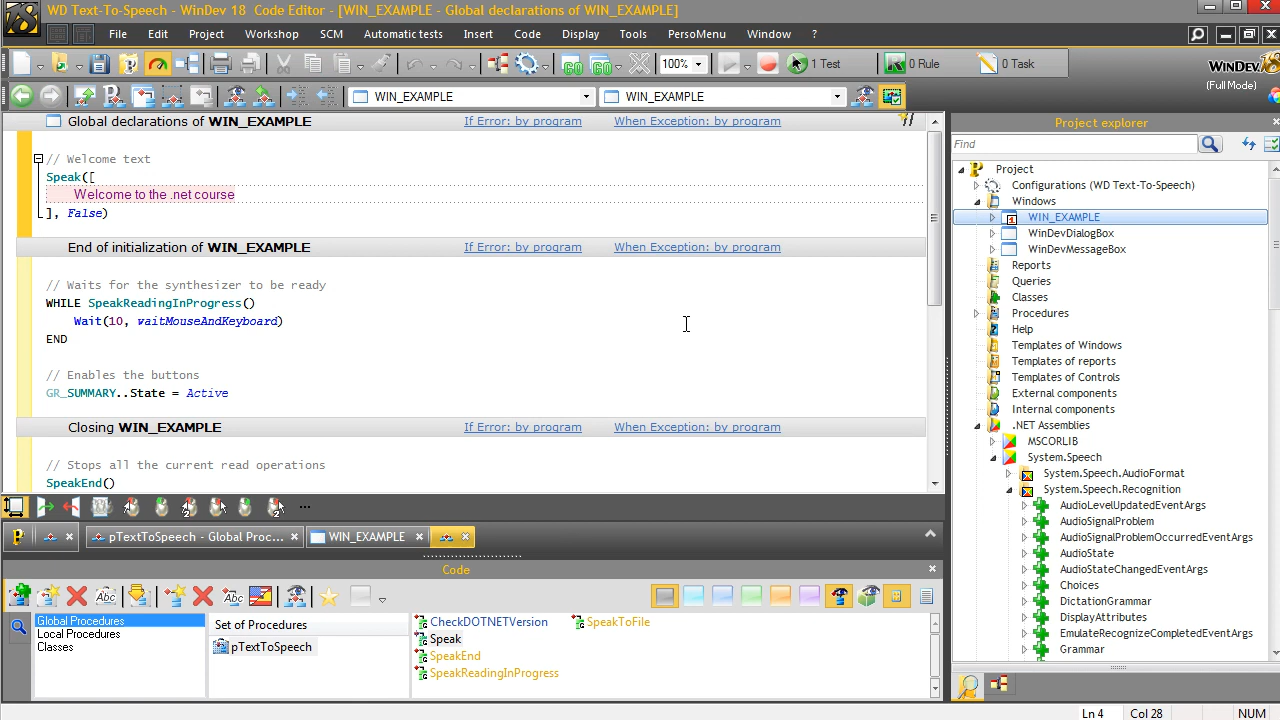 WD Text-To-Speech - WinDev 18  Code Editor - [WIN_EXAMPLE - Global declarations of WIN_EXAMPLE]
File Edit Project Workshop SCM Automatic tests Insert Code Display Tools PersoMenu Window ?
100% 1 Test 0 Rule 0 Task
WINDEV 18
(Full Mode)
WIN_EXAMPLE WIN_EXAMPLE
Global declarations of WIN_EXAMPLE If Error: by program When Exception: by program
// Welcome text
Speak([
Welcome to the .net course
], False)
End of initialization of WIN_EXAMPLE If Error: by program When Exception: by program
// Waits for the synthesizer to be ready
WHILE SpeakReadingInProgress()
Wait(10, waitMouseAndKeyboard)
END
// Enables the buttons
GR_SUMMARY..State = Active
Closing WIN_EXAMPLE If Error: by program When Exception: by program
// Stops all the current read operations
SpeakEnd()
pTextToSpeech - Global Proc... WIN_EXAMPLE
Code
Global Procedures
Local Procedures
Classes
Set of Procedures
pTextToSpeech
CheckDOTNETVersion SpeakToFile
Speak
SpeakEnd
SpeakReadingInProgress
Project explorer
Find
Project
Configurations (WD Text-To-Speech)
Windows
WIN_EXAMPLE
WinDevDialogBox
WinDevMessageBox
Reports
Queries
Classes
Procedures
Help
Templates of Windows
Templates of reports
Templates of Controls
External components
Internal components
.NET Assemblies
MSCORLIB
System.Speech
System.Speech.AudioFormat
System.Speech.Recognition
AudioLevelUpdatedEventArgs
AudioSignalProblem
AudioSignalProblemOccurredEventArgs
AudioState
AudioStateChangedEventArgs
Choices
DictationGrammar
DisplayAttributes
EmulateRecognizeCompletedEventArgs
Grammar
Ln 4 Col 28 NUM